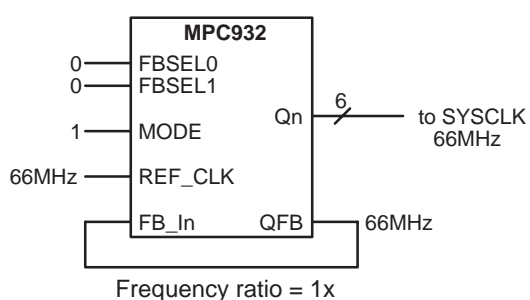 MPC932
0 FBSEL0
0 FBSEL1
6
Qn to SYSCLK
1 MODE 66MHz
66MHz REF_CLK
FB_In QFB 66MHz
Frequency ratio = 1x